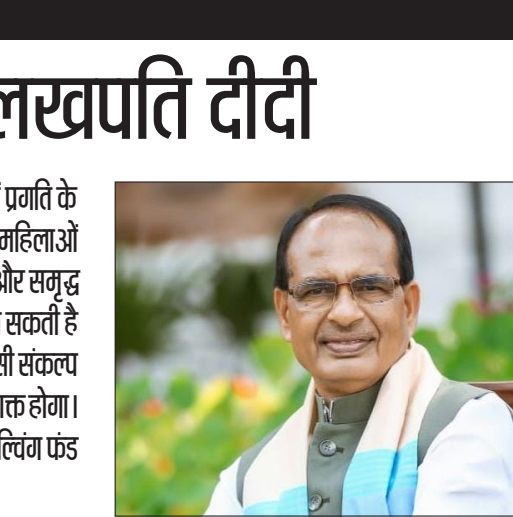 लखपति दीदी
प्रगति के
महिलाओं
और समृद्ध
सकती है
संकल्प
होगा।
फंड